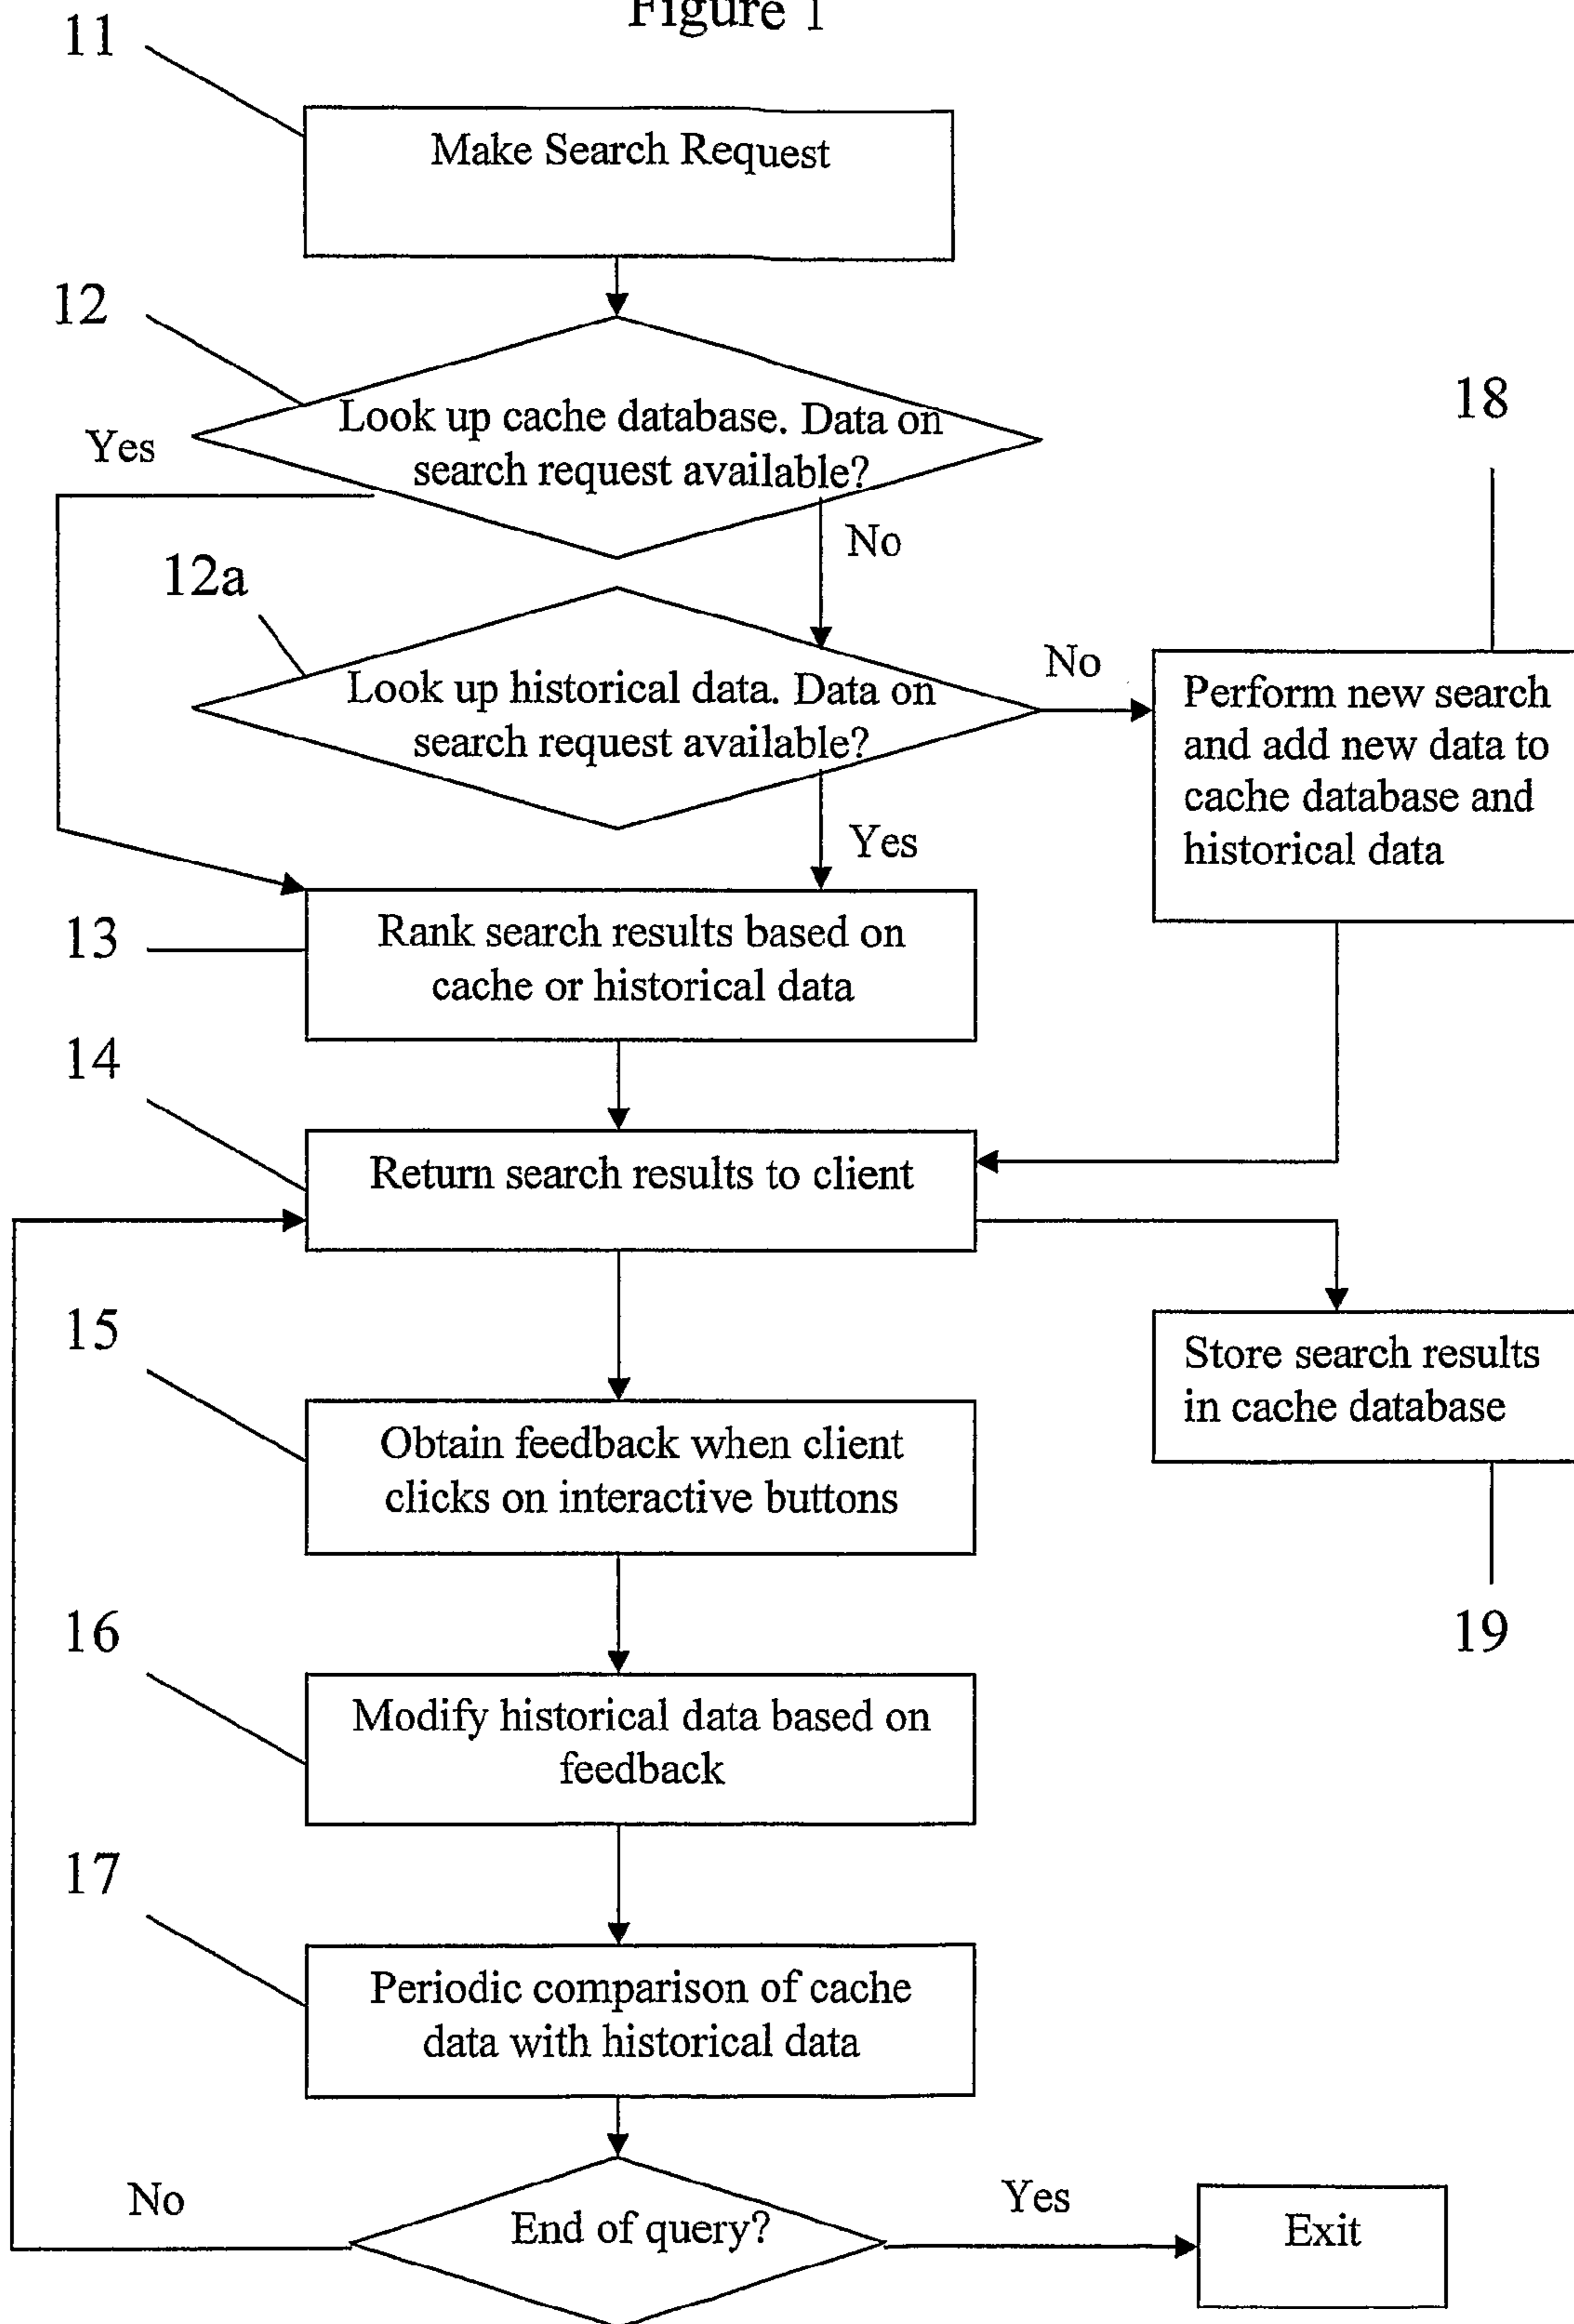 Figure 1
11
Make Search Request
12
Look up cache database. Data on
search request available?
Yes
No
18
12a
Look up historical data. Data on
search request available?
No
Yes
Perform new search
and add new data to
cache database and
historical data
13
Rank search results based on
cache or historical data
14
Return search results to client
15
Obtain feedback when client
clicks on interactive buttons
Store search results
in cache database
19
16
Modify historical data based on
feedback
17
Periodic comparison of cache
data with historical data
No
End of query?
Yes
Exit